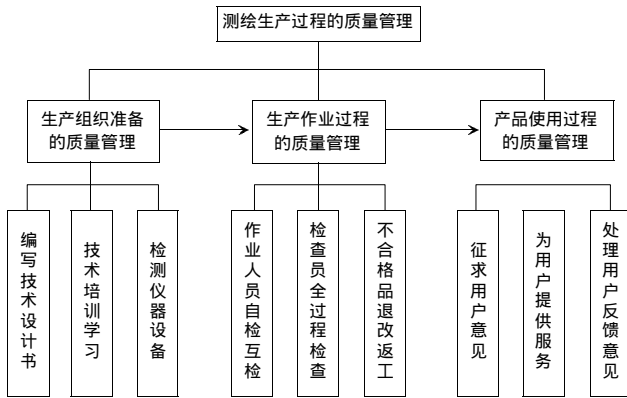 测绘生产过程的质量管理
生产组织准备
的质量管理
生产作业过程
的质量管理
产品使用过程
的质量管理
编写技术设计书
技术培训学习
检测仪器设备
作业人员自检互检
检查员全过程检查
不合格品退改返工
征求用户意见
为用户提供服务
处理用户反馈意见